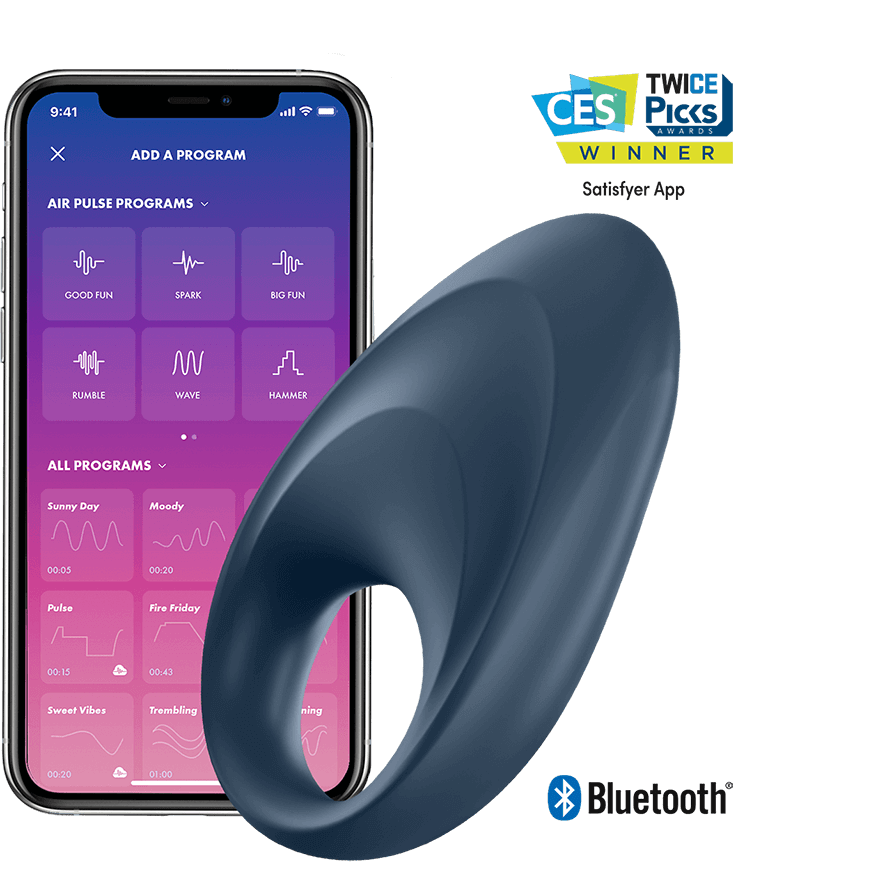 9:41
ADD A PROGRAM
AIR PULSE PROGRAMS
GOOD FUN
SPARK
BIG FUN
RUMBLE
WAVE
HAMMER
ALL PROGRAMS
Sunny Day
Moody
00:05
00:20
Pulse
Fire Friday
00:15
00:43
Sweet Vibes
Trembling
ning
00:20
01:00
CES®
TWICE
Picks
AWARDS
WINNER
Satisfyer App
Bluetooth®